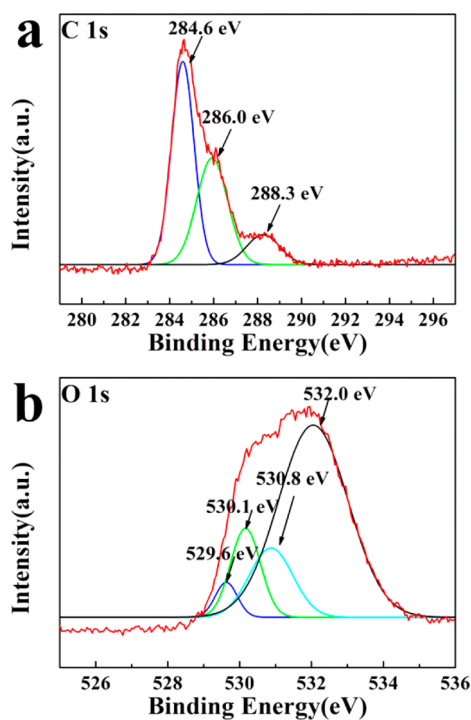 a
C 1s
284.6 eV
286.0 eV
288.3 eV
Intensity(a.u.)
280 282 284 286 288 290 292 294 296
Binding Energy(eV)
b
O 1s
532.0 eV
530.8 eV
530.1 eV
529.6 eV
Intensity(a.u.)
526 528 530 532 534 536
Binding Energy(eV)